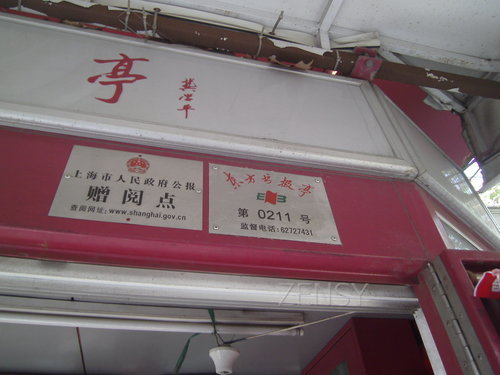 亭
上海市人民政府公报
赠阅点
查阅网址:www.shanghai.gov.cn
东方书报亭
第 0211 号
监督电话:62727431
ZENSY